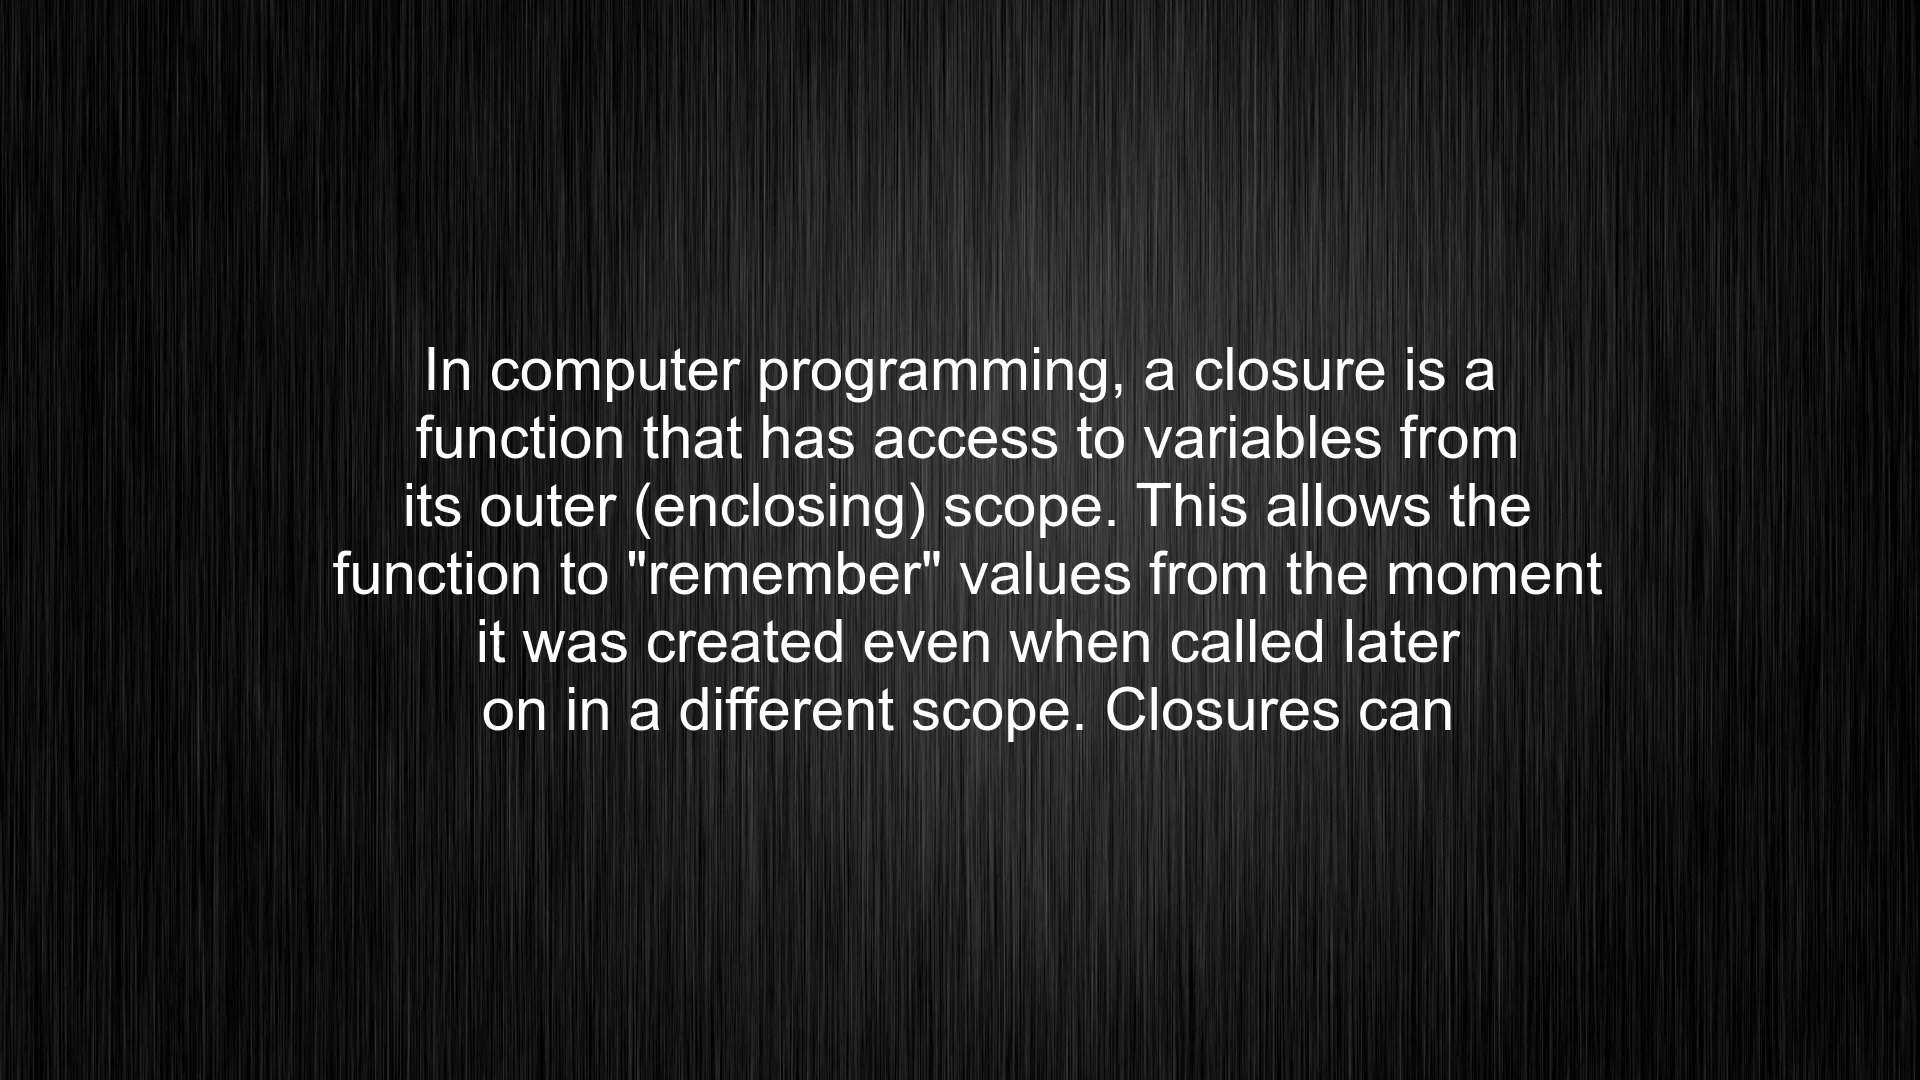 In computer programming, a closure is a
function that has access to variables from
its outer (enclosing) scope. This allows the
function to "remember" values from the moment
it was created even when called later
on in a different scope. Closures can